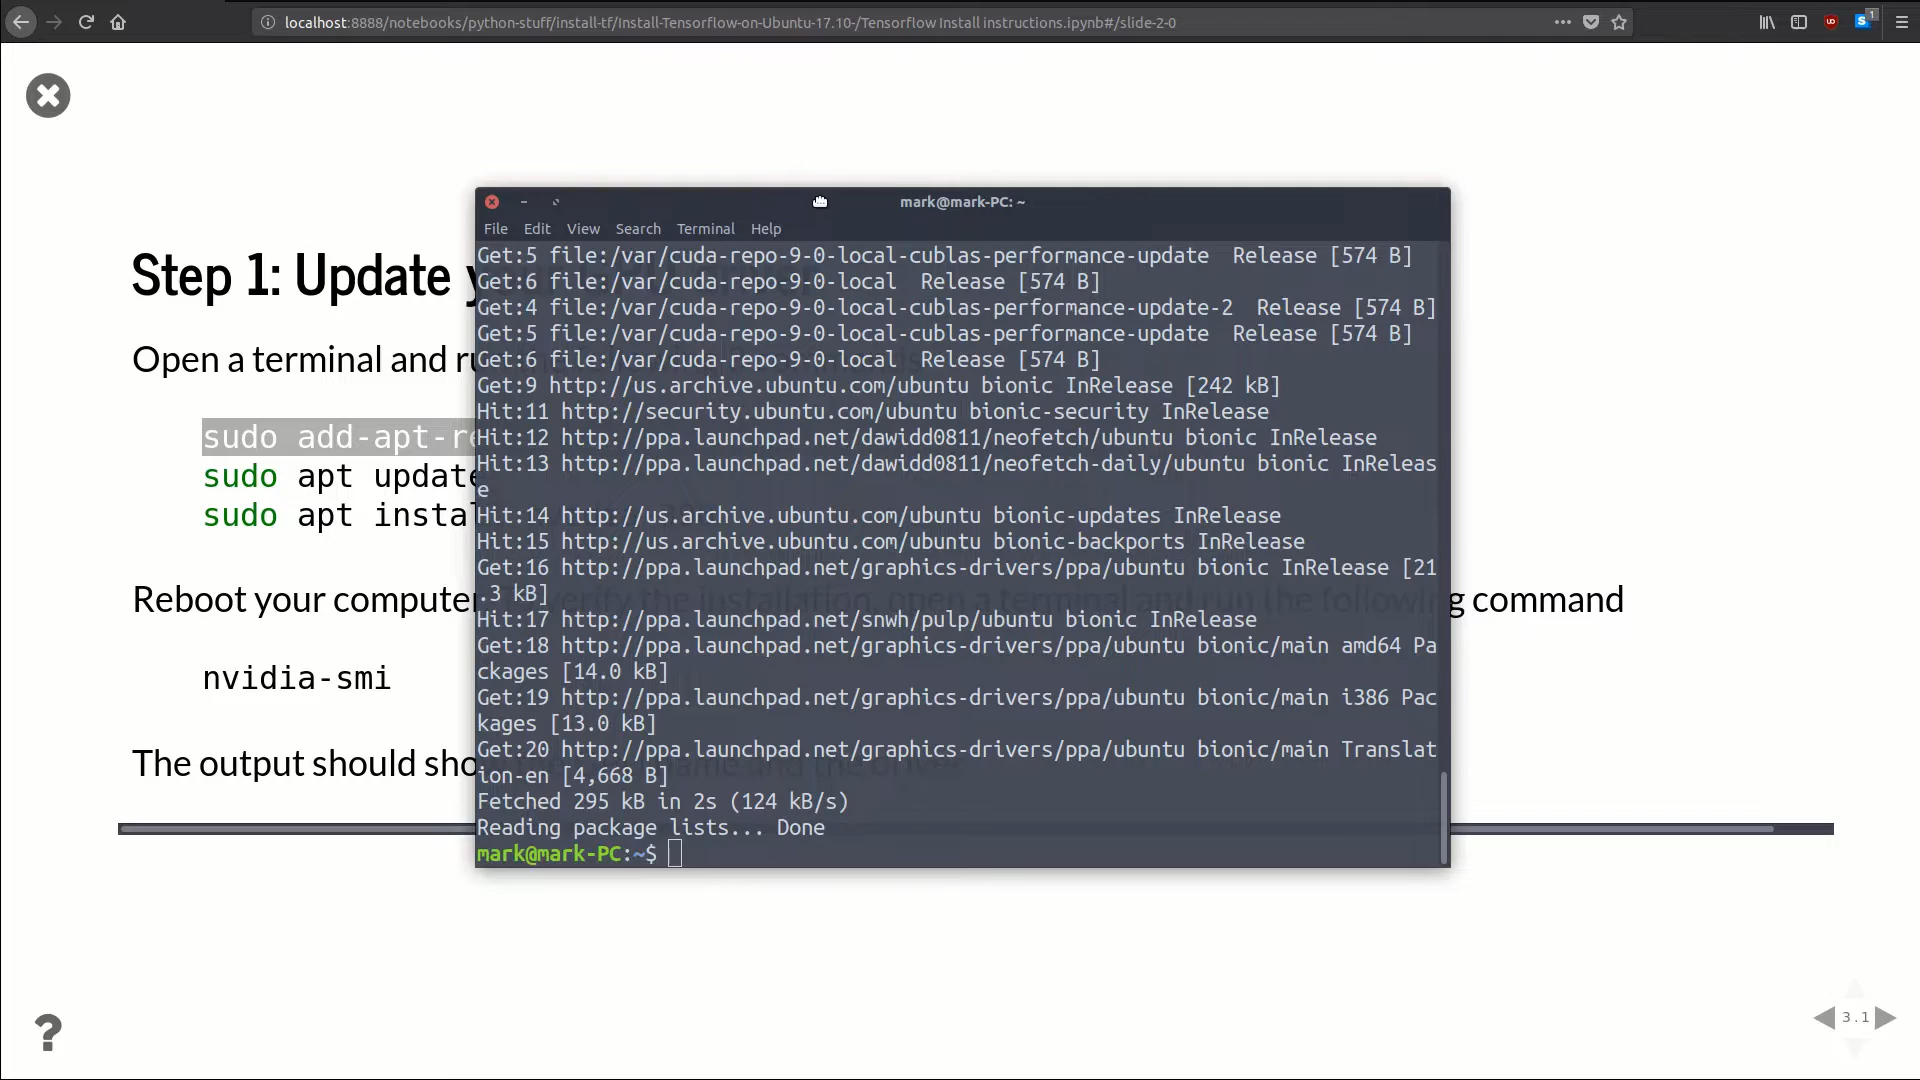 localhost:8888/notebooks/python-stuff/install-tf/Install-Tensorflow-on-Ubuntu-17.10-/Tensorflow Install instructions.ipynb#/slide-2-0
1
mark@mark-PC: ~
File Edit View Search Terminal Help
Get:5 file:/var/cuda-repo-9-0-local-cublas-performance-update  Release [574 B]
Get:6 file:/var/cuda-repo-9-0-local  Release [574 B]
Get:4 file:/var/cuda-repo-9-0-local-cublas-performance-update-2  Release [574 B]
Get:5 file:/var/cuda-repo-9-0-local-cublas-performance-update  Release [574 B]
Get:6 file:/var/cuda-repo-9-0-local  Release [574 B]
Get:9 http://us.archive.ubuntu.com/ubuntu bionic InRelease [242 kB]
Hit:11 http://security.ubuntu.com/ubuntu bionic-security InRelease
Hit:12 http://ppa.launchpad.net/dawidd0811/neofetch/ubuntu bionic InRelease
Hit:13 http://ppa.launchpad.net/dawidd0811/neofetch-daily/ubuntu bionic InReleas
e
Hit:14 http://us.archive.ubuntu.com/ubuntu bionic-updates InRelease
Hit:15 http://us.archive.ubuntu.com/ubuntu bionic-backports InRelease
Get:16 http://ppa.launchpad.net/graphics-drivers/ppa/ubuntu bionic InRelease [21
.3 kB]
Hit:17 http://ppa.launchpad.net/snwh/pulp/ubuntu bionic InRelease
Get:18 http://ppa.launchpad.net/graphics-drivers/ppa/ubuntu bionic/main amd64 Pa
ckages [14.0 kB]
Get:19 http://ppa.launchpad.net/graphics-drivers/ppa/ubuntu bionic/main i386 Pac
kages [13.0 kB]
Get:20 http://ppa.launchpad.net/graphics-drivers/ppa/ubuntu bionic/main Translat
ion-en [4,668 B]
Fetched 295 kB in 2s (124 kB/s)
Reading package lists... Done
mark@mark-PC:~$
Step 1: Update
Open a terminal and
sudo add-apt-re
sudo apt update
sudo apt instal
Reboot your computer verify the installation, open a terminal and run the following command
nvidia-smi
The output should sho
?
3.1